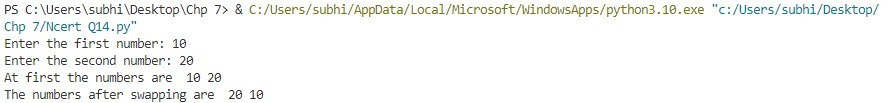 PS C:\Users\subhi\Desktop\Chp 7> & C:/Users/subhi/AppData/Local/Microsoft/WindowsApps/python3.10.exe "c:/Users/subhi/Desktop/
Chp 7/Ncert Q14.py"
Enter the first number: 10
Enter the second number: 20
At first the numbers are  10 20
The numbers after swapping are  20 10